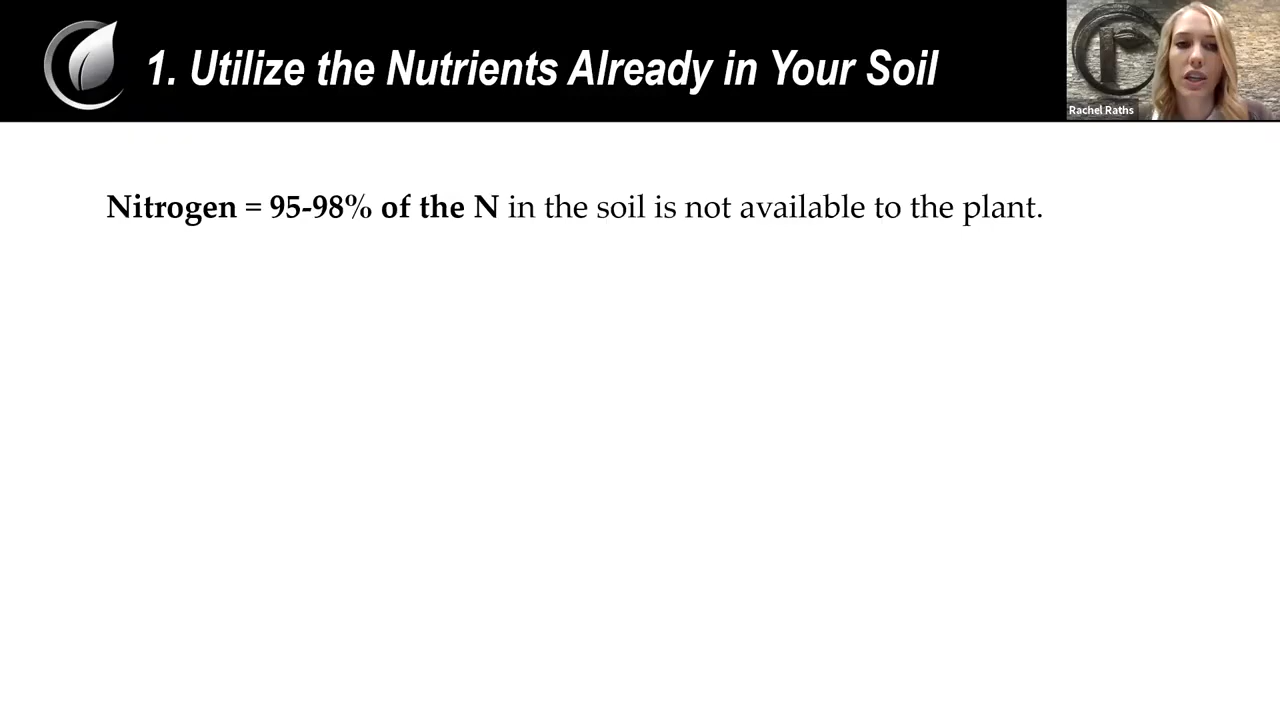 1. Utilize the Nutrients Already in Your Soil
Rachel Raths
Nitrogen = 95-98% of the N in the soil is not available to the plant.